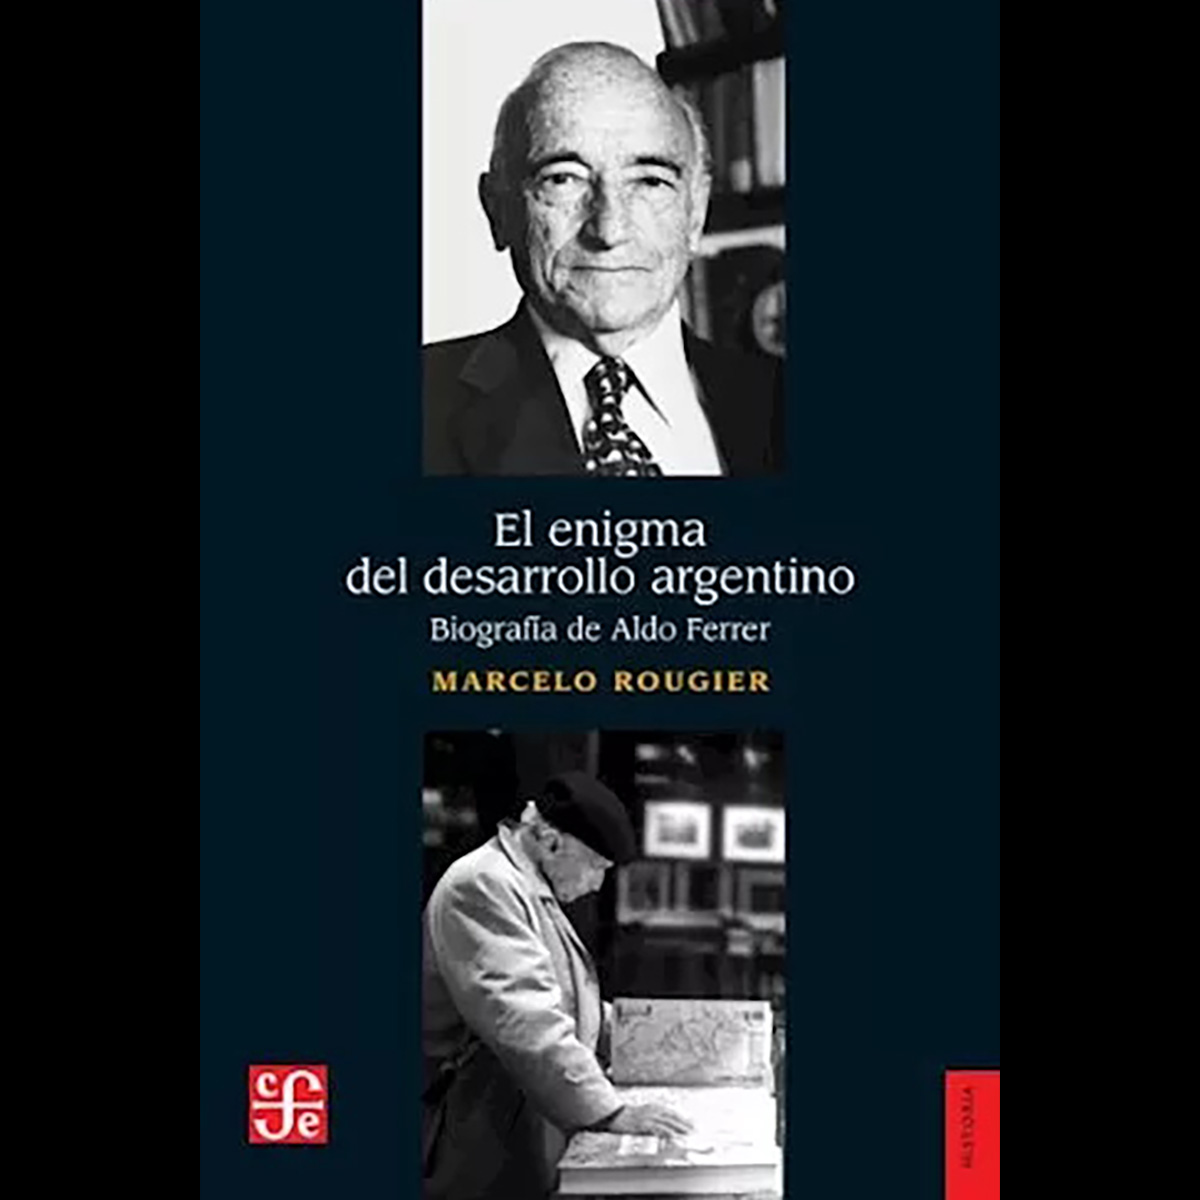 El enigma
del desarrollo argentino
Biografía de Aldo Ferrer
MARCELO ROUGIER
cfe
HISTORIA